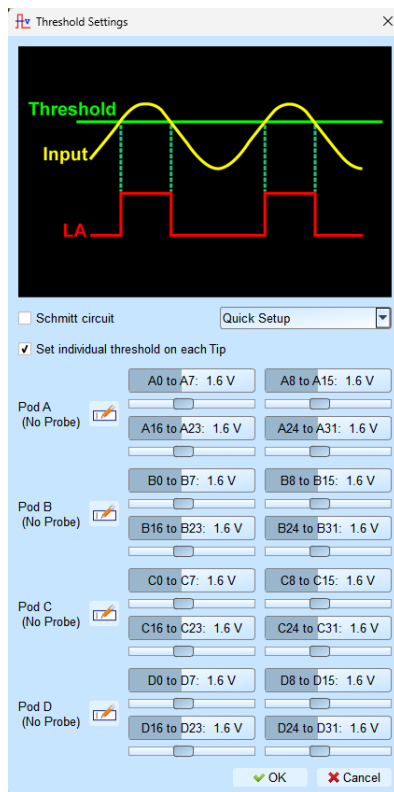 Threshold Settings
Threshold
Input
LA
Schmitt circuit
Quick Setup
Set individual threshold on each Tip
Pod A
(No Probe)
A0 to A7: 1.6 V
A8 to A15: 1.6 V
A16 to A23: 1.6 V
A24 to A31: 1.6 V
Pod B
(No Probe)
B0 to B7: 1.6 V
B8 to B15: 1.6 V
B16 to B23: 1.6 V
B24 to B31: 1.6 V
Pod C
(No Probe)
C0 to C7: 1.6 V
C8 to C15: 1.6 V
C16 to C23: 1.6 V
C24 to C31: 1.6 V
Pod D
(No Probe)
D0 to D7: 1.6 V
D8 to D15: 1.6 V
D16 to D23: 1.6 V
D24 to D31: 1.6 V
OK
Cancel